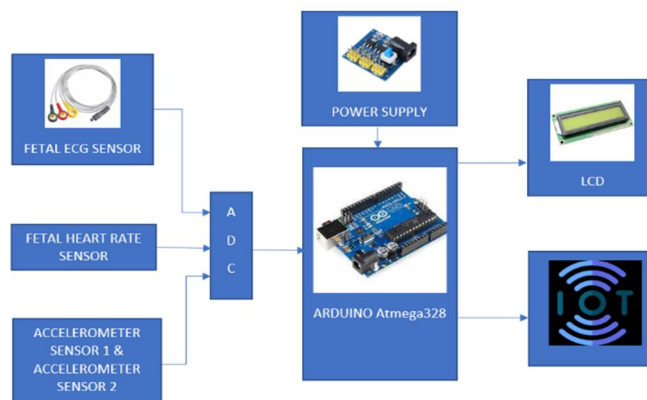 POWER SUPPLY
FETAL ECG SENSOR
LCD
A
D
C
FETAL HEART RATE
SENSOR
ARDUINO Atmega328
IOT
ACCELEROMETER
SENSOR 1 &
ACCELEROMETER
SENSOR 2